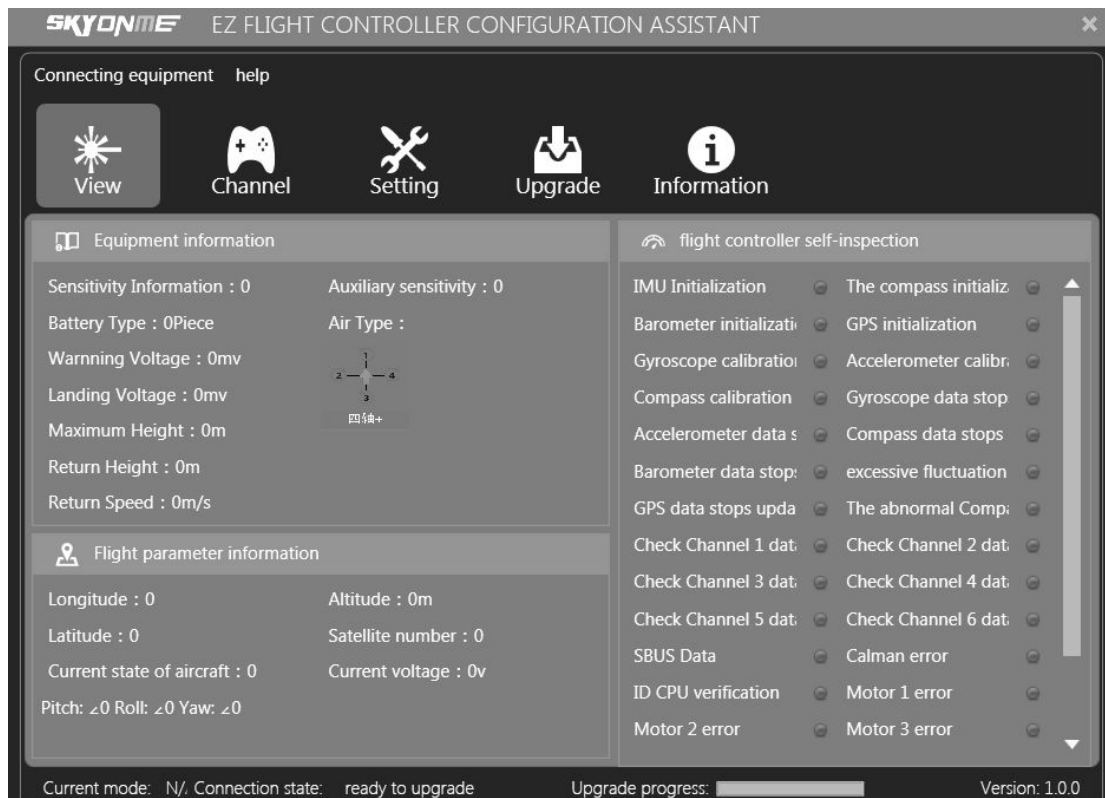 SKYONME EZ FLIGHT CONTROLLER CONFIGURATION ASSISTANT
Connecting equipment help
View Channel Setting Upgrade Information
Equipment information
Sensitivity Information : 0 Auxiliary sensitivity : 0
Battery Type : 0Piece Air Type :
Warnning Voltage : 0mv
Landing Voltage : 0mv
Maximum Height : 0m
Return Height : 0m
Return Speed : 0m/s
1
2 4
3
四轴+
Flight parameter information
Longitude : 0 Altitude : 0m
Latitude : 0 Satellite number : 0
Current state of aircraft : 0 Current voltage : 0v
Pitch: ∠0 Roll: ∠0 Yaw: ∠0
flight controller self-inspection
IMU Initialization The compass initializ
Barometer initializati GPS initialization
Gyroscope calibration Accelerometer calibr
Compass calibration Gyroscope data stop
Accelerometer data s Compass data stops
Barometer data stop excessive fluctuation
GPS data stops upda The abnormal Comp
Check Channel 1 dat Check Channel 2 dat
Check Channel 3 dat Check Channel 4 dat
Check Channel 5 dat Check Channel 6 dat
SBUS Data Calman error
ID CPU verification Motor 1 error
Motor 2 error Motor 3 error
Current mode: N/ Connection state: ready to upgrade Upgrade progress: Version: 1.0.0